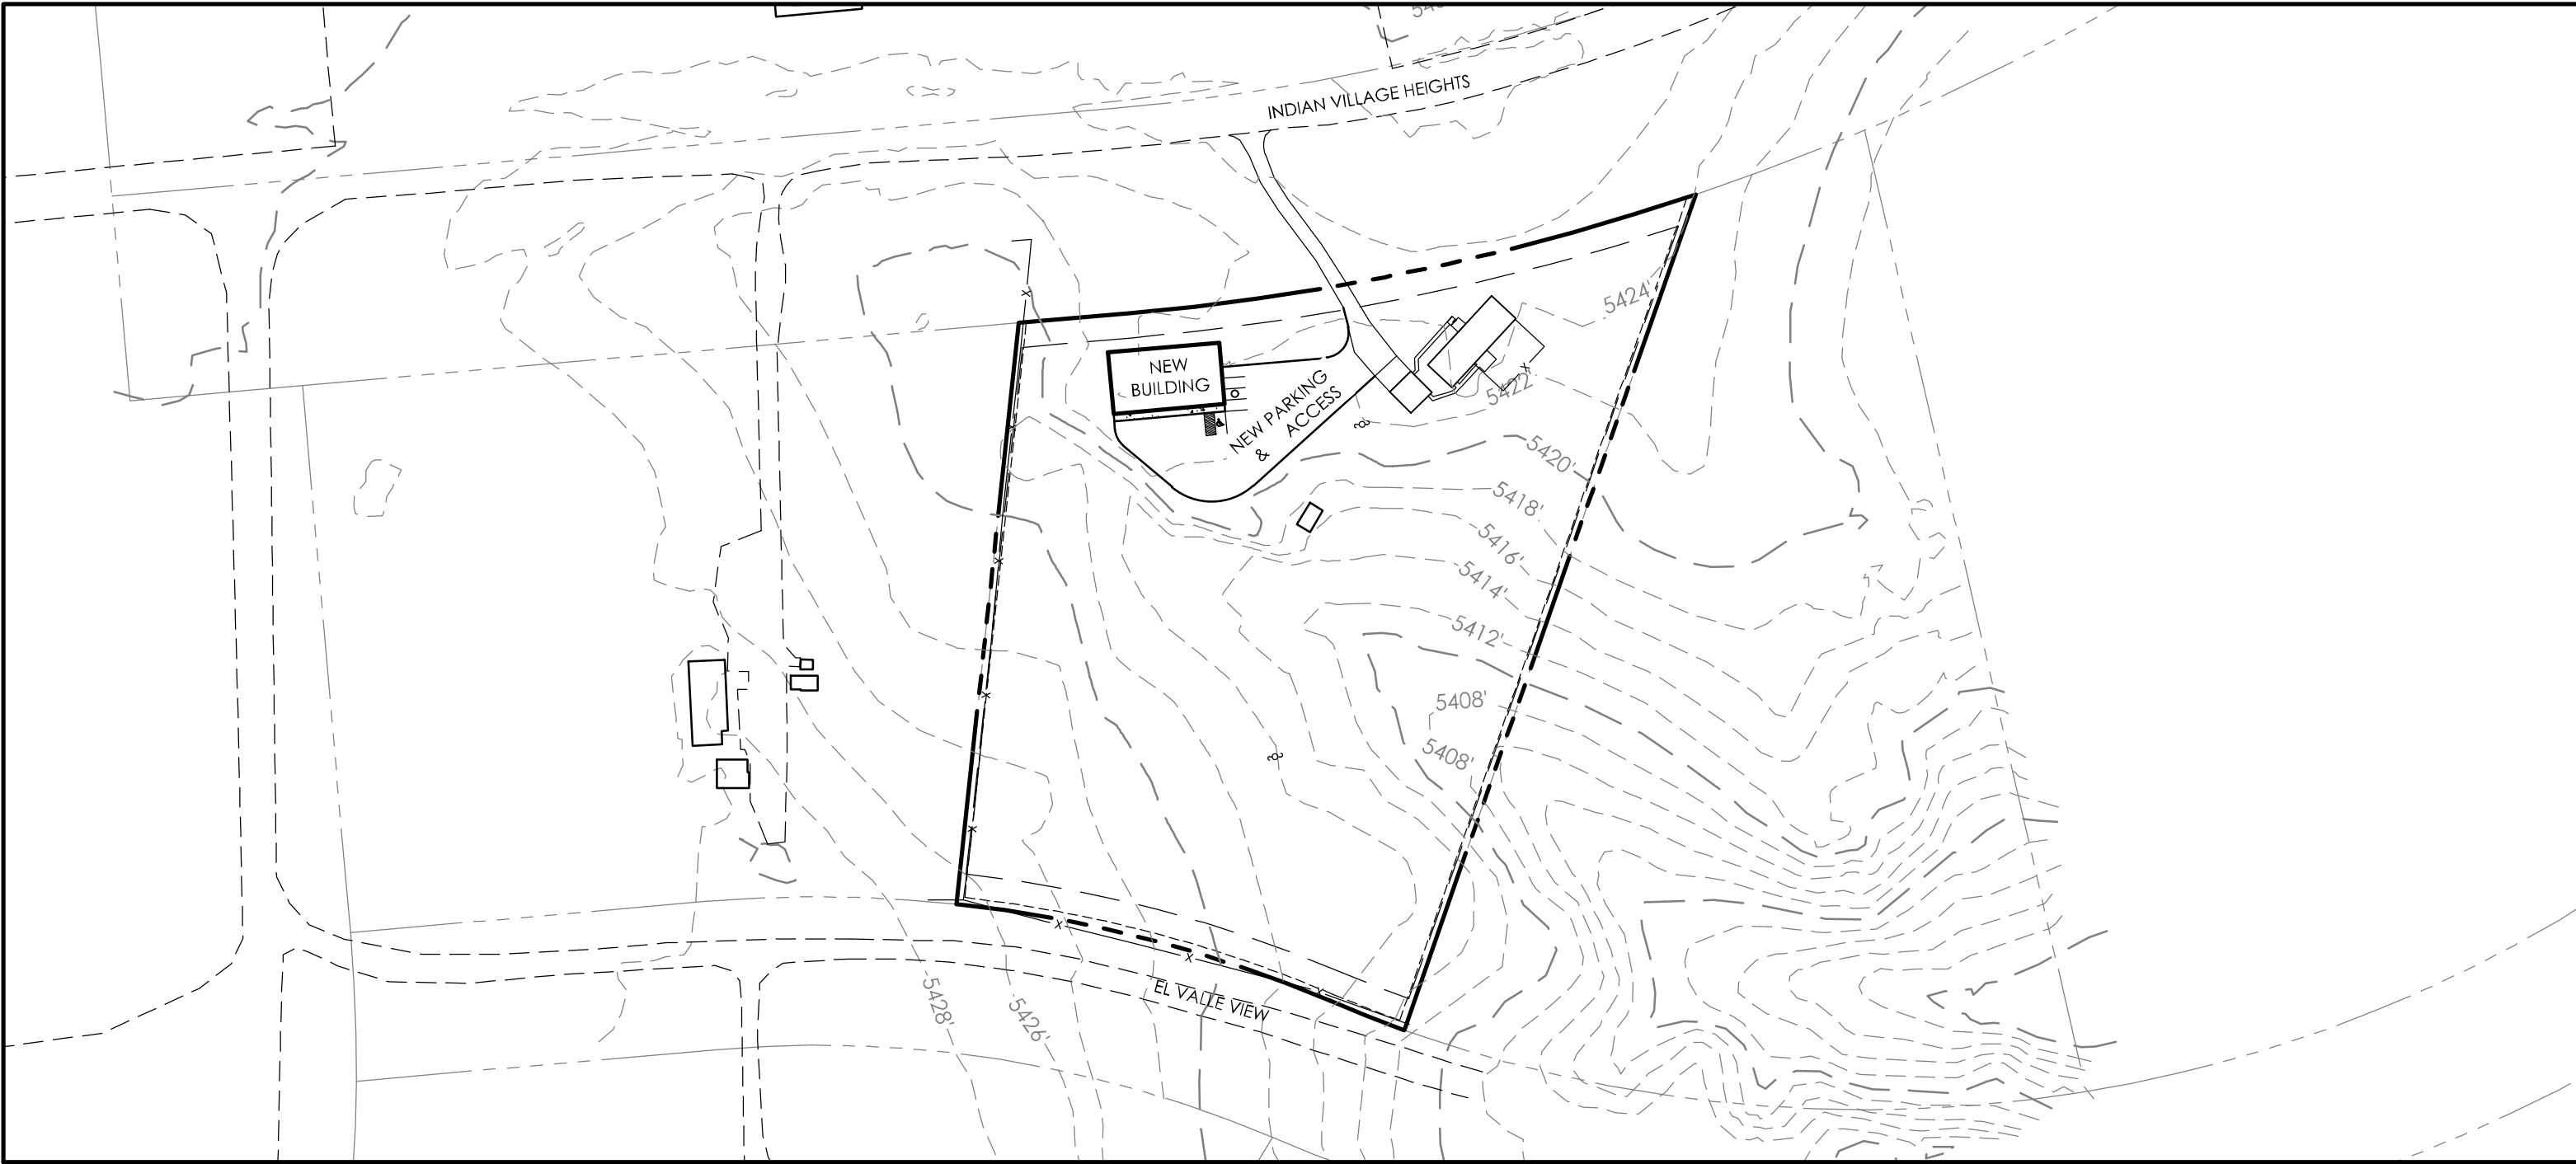 INDIAN VILLAGE HEIGHTS
5424'
NEW
BUILDING
NEW PARKING
& ACCESS
5422'
5420'
5418'
5416'
5414'
5412'
5408'
5408'
EL VALLE VIEW
5428'
5426'